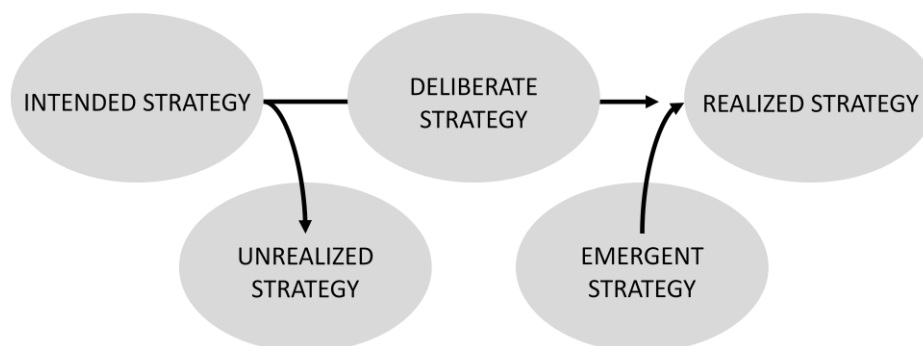 INTENDED STRATEGY
DELIBERATE
STRATEGY
REALIZED STRATEGY
UNREALIZED
STRATEGY
EMERGENT
STRATEGY